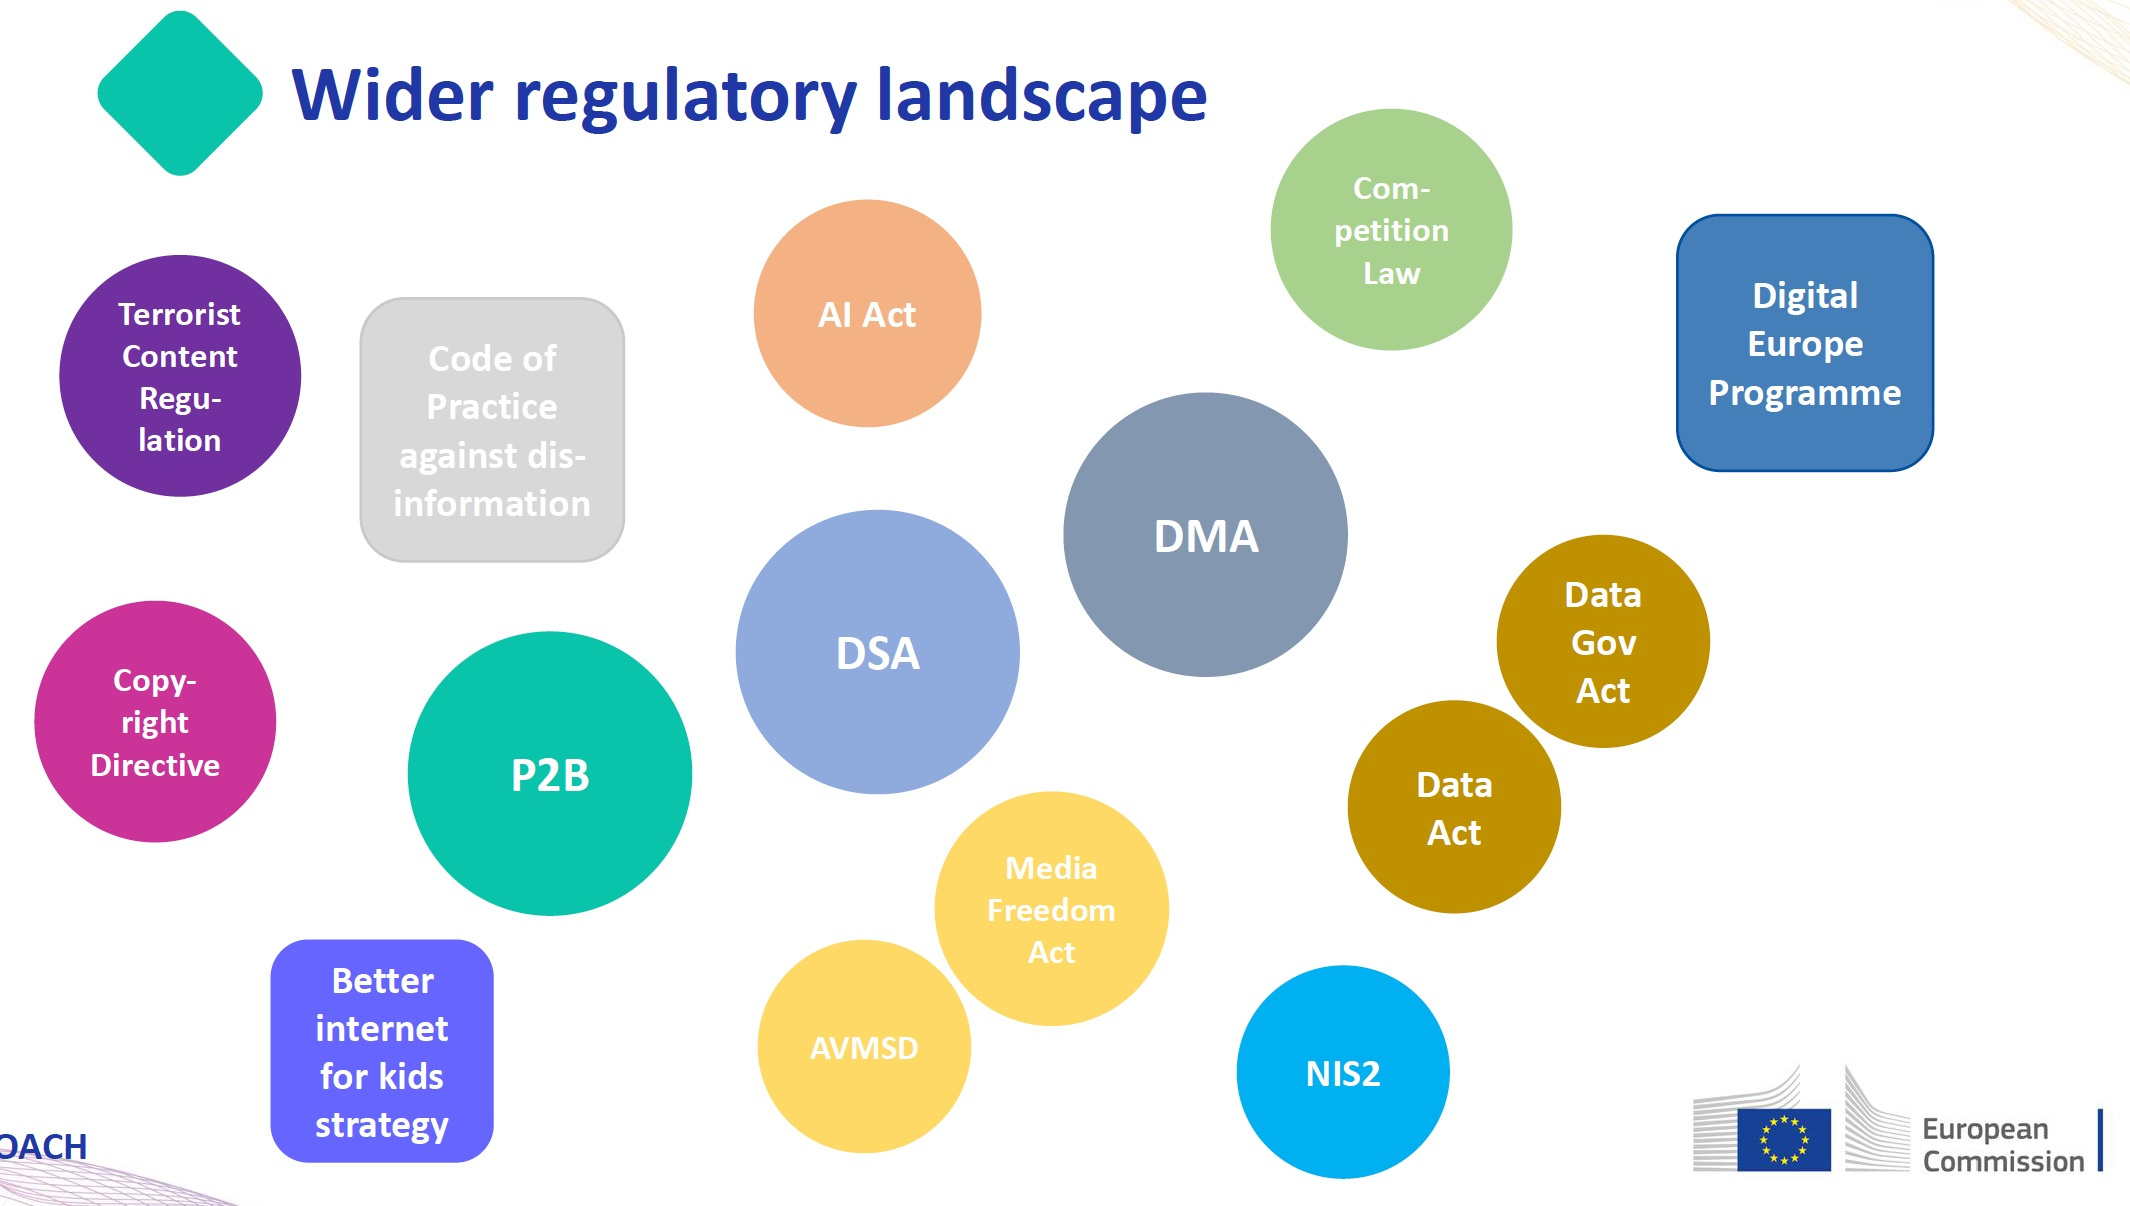 Wider regulatory landscape
Com-
petition
Law
AI Act
Digital
Europe
Programme
Terrorist
Content
Regu-
lation
Code of
Practice
against dis-
information
DMA
DSA
Data
Gov
Act
Copy-
right
Directive
P2B
Data
Act
Media
Freedom
Act
Better
internet
for kids
strategy
AVMSD
NIS2
OACH
European
Commission